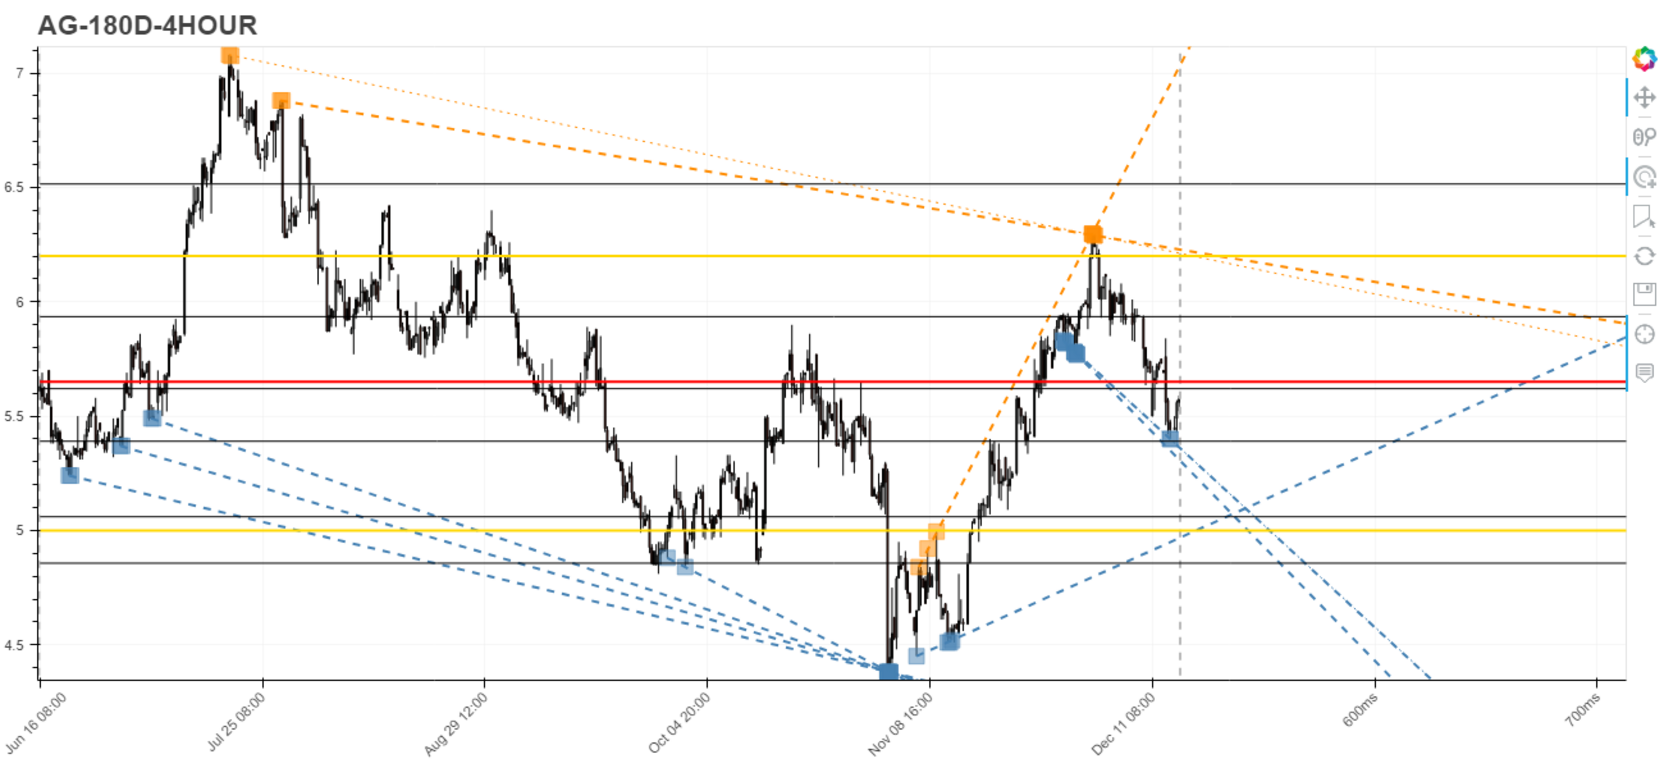 AG-180D-4HOUR
7
6.5
6
5.5
5
4.5
Jun 16 08:00
Jul 25 08:00
Aug 29 12:00
Oct 04 20:00
Nov 08 16:00
Dec 11 08:00
600ms
700ms